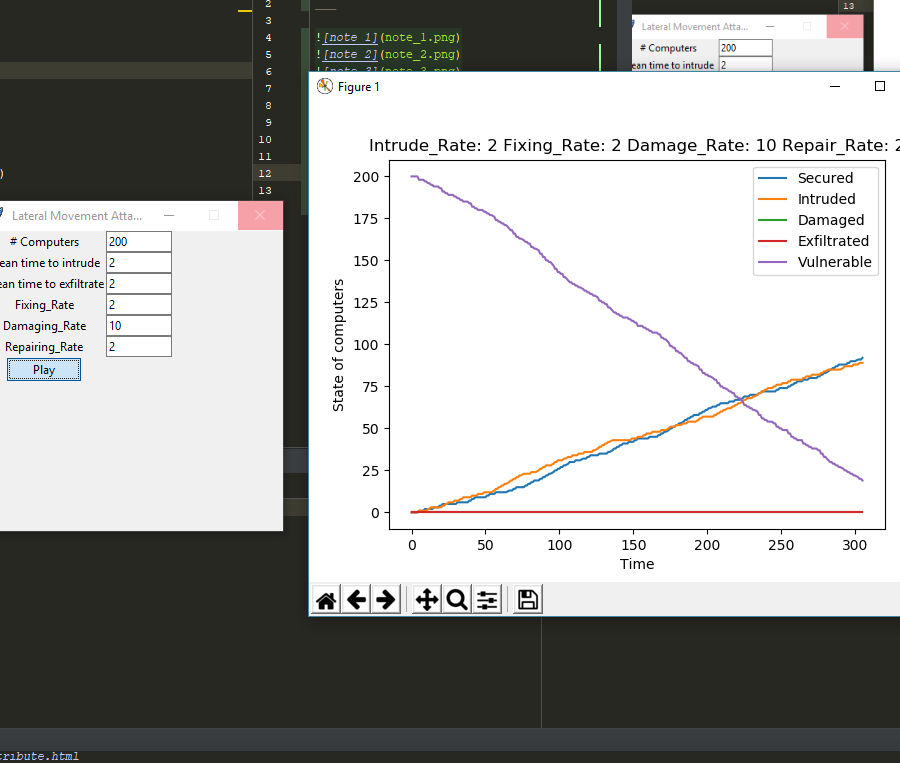 2
3
4
5
6
7
8
9
10
11
12
13
![note 1](note_1.png)
![note 2](note_2.png)
![note 3](note_3.png)
13
Lateral Movement Atta...
# Computers 200
ean time to intrude 2
)
Lateral Movement Atta...
# Computers 200
ean time to intrude 2
ean time to exfiltrate 2
Fixing_Rate 2
Damaging_Rate 10
Repairing_Rate 2
Play
Figure 1
Intrude_Rate: 2 Fixing_Rate: 2 Damage_Rate: 10 Repair_Rate: 2
Secured
Intruded
Damaged
Exfiltrated
Vulnerable
State of computers
200
175
150
125
100
75
50
25
0
0 50 100 150 200 250 300
Time
tribute.html